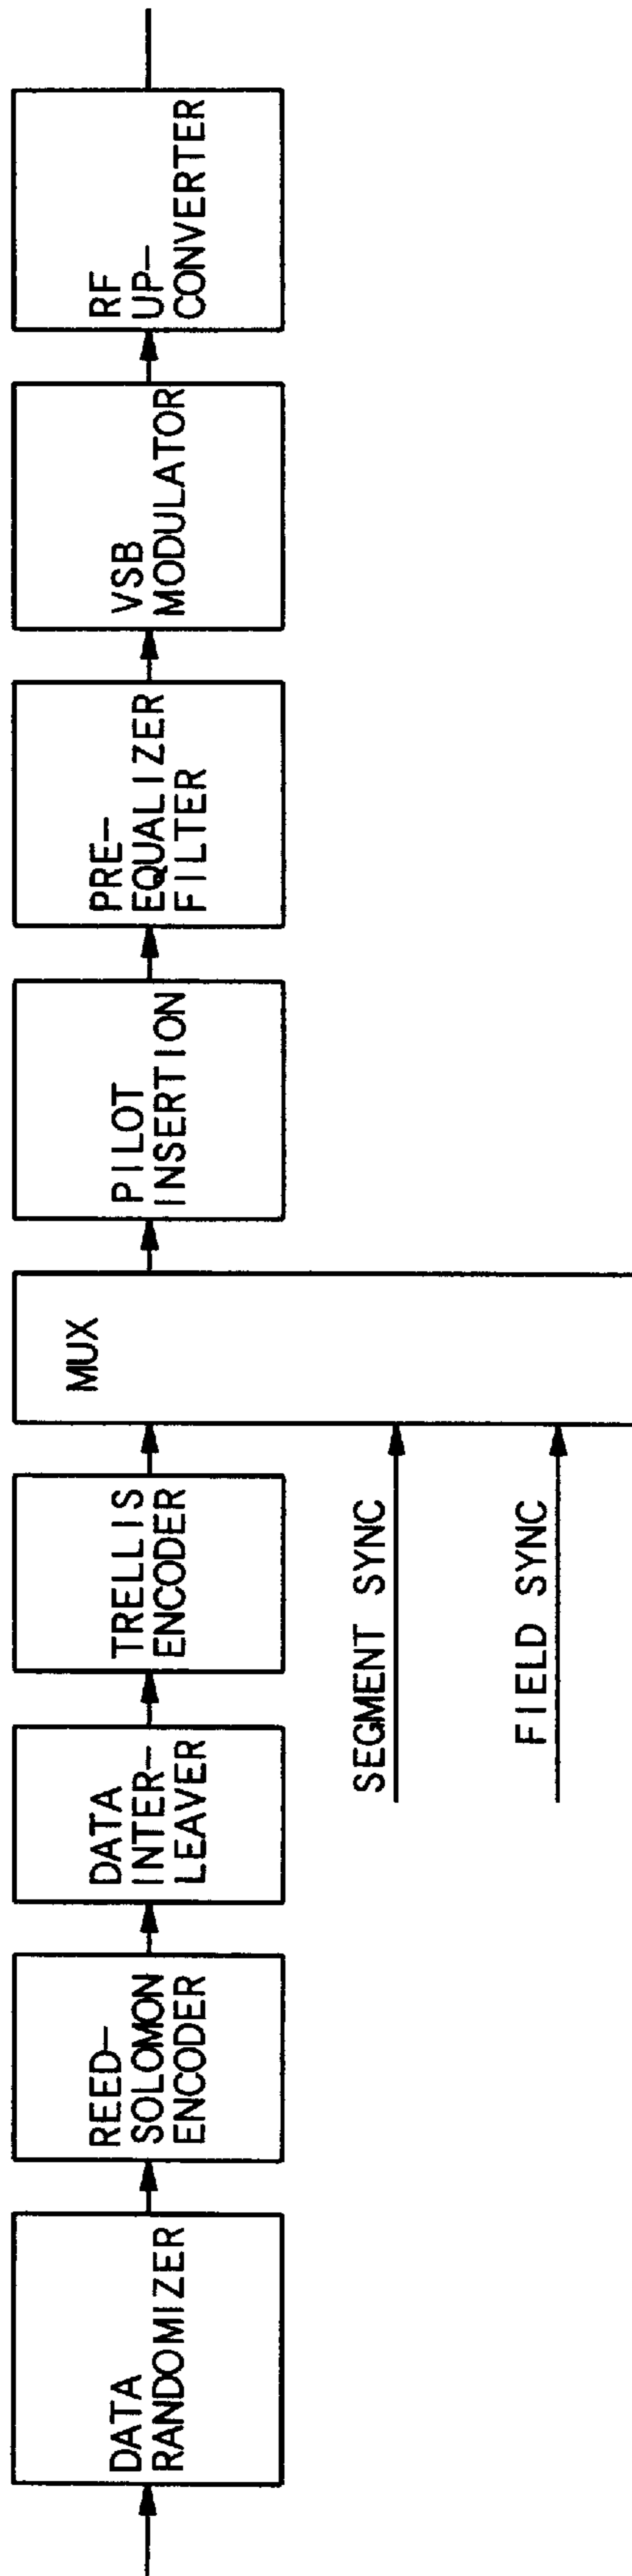 DATA
RANDOMIZER
REED-
SOLOMON
ENCODER
DATA
INTER-
LEAVER
TRELLIS
ENCODER
SEGMENT SYNC
FIELD SYNC
MUX
PILOT
INSERTION
PRE-
EQUALIZER
FILTER
VSB
MODULATOR
RF
UP-
CONVERTER